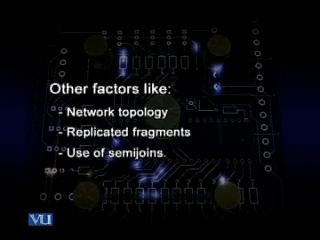 Other factors like:
- Network topology
- Replicated fragments
- Use of semijoins.
VU